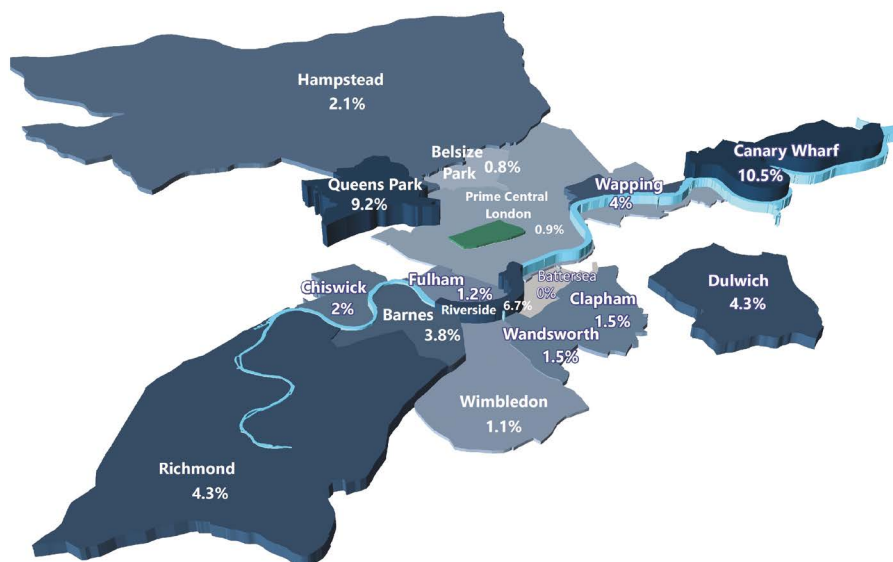 Hampstead
2.1%
Belsize
Park
0.8%
Canary Wharf
10.5%
Queens Park
9.2%
Wapping
4%
Prime Central
London
0.9%
Chiswick
2%
Fulham
1.2%
Battersea
0%
Riverside
6.7%
Barnes
3.8%
Clapham
1.5%
Dulwich
4.3%
Wandsworth
1.5%
Wimbledon
1.1%
Richmond
4.3%